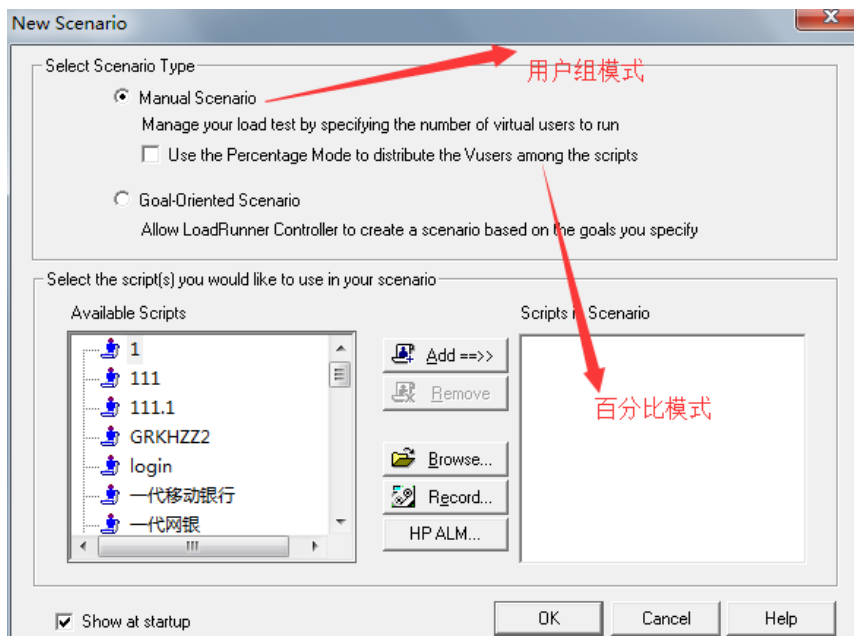 New Scenario
Select Scenario Type
用户组模式
Manual Scenario
Manage your load test by specifying the number of virtual users to run
Use the Percentage Mode to distribute the Vusers among the scripts
Goal-Oriented Scenario
Allow LoadRunner Controller to create a scenario based on the goals you specify
Select the script(s) you would like to use in your scenario
Available Scripts
Scripts in Scenario
1
111
111.1
GRKHZZ2
login
一代移动银行
一代网银
Add ==>>
Remove
百分比模式
Browse...
Record...
HP ALM...
Show at startup
OK
Cancel
Help